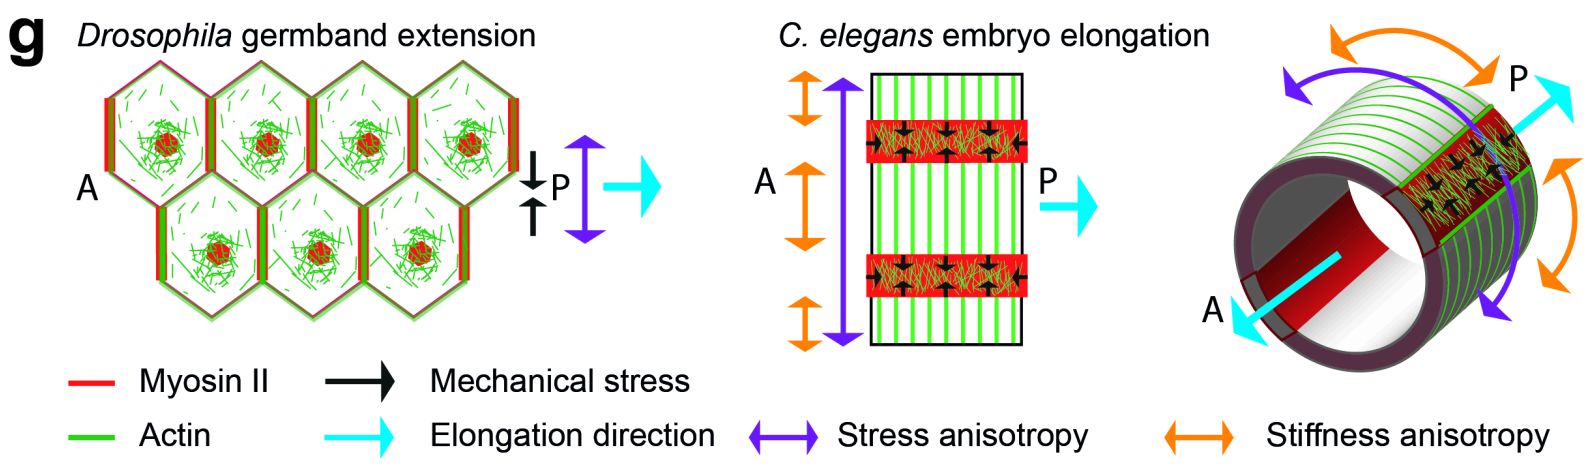 g
Drosophila germband extension
C. elegans embryo elongation
A
P
A
P
P
A
Myosin II
Mechanical stress
Actin
Elongation direction
Stress anisotropy
Stiffness anisotropy